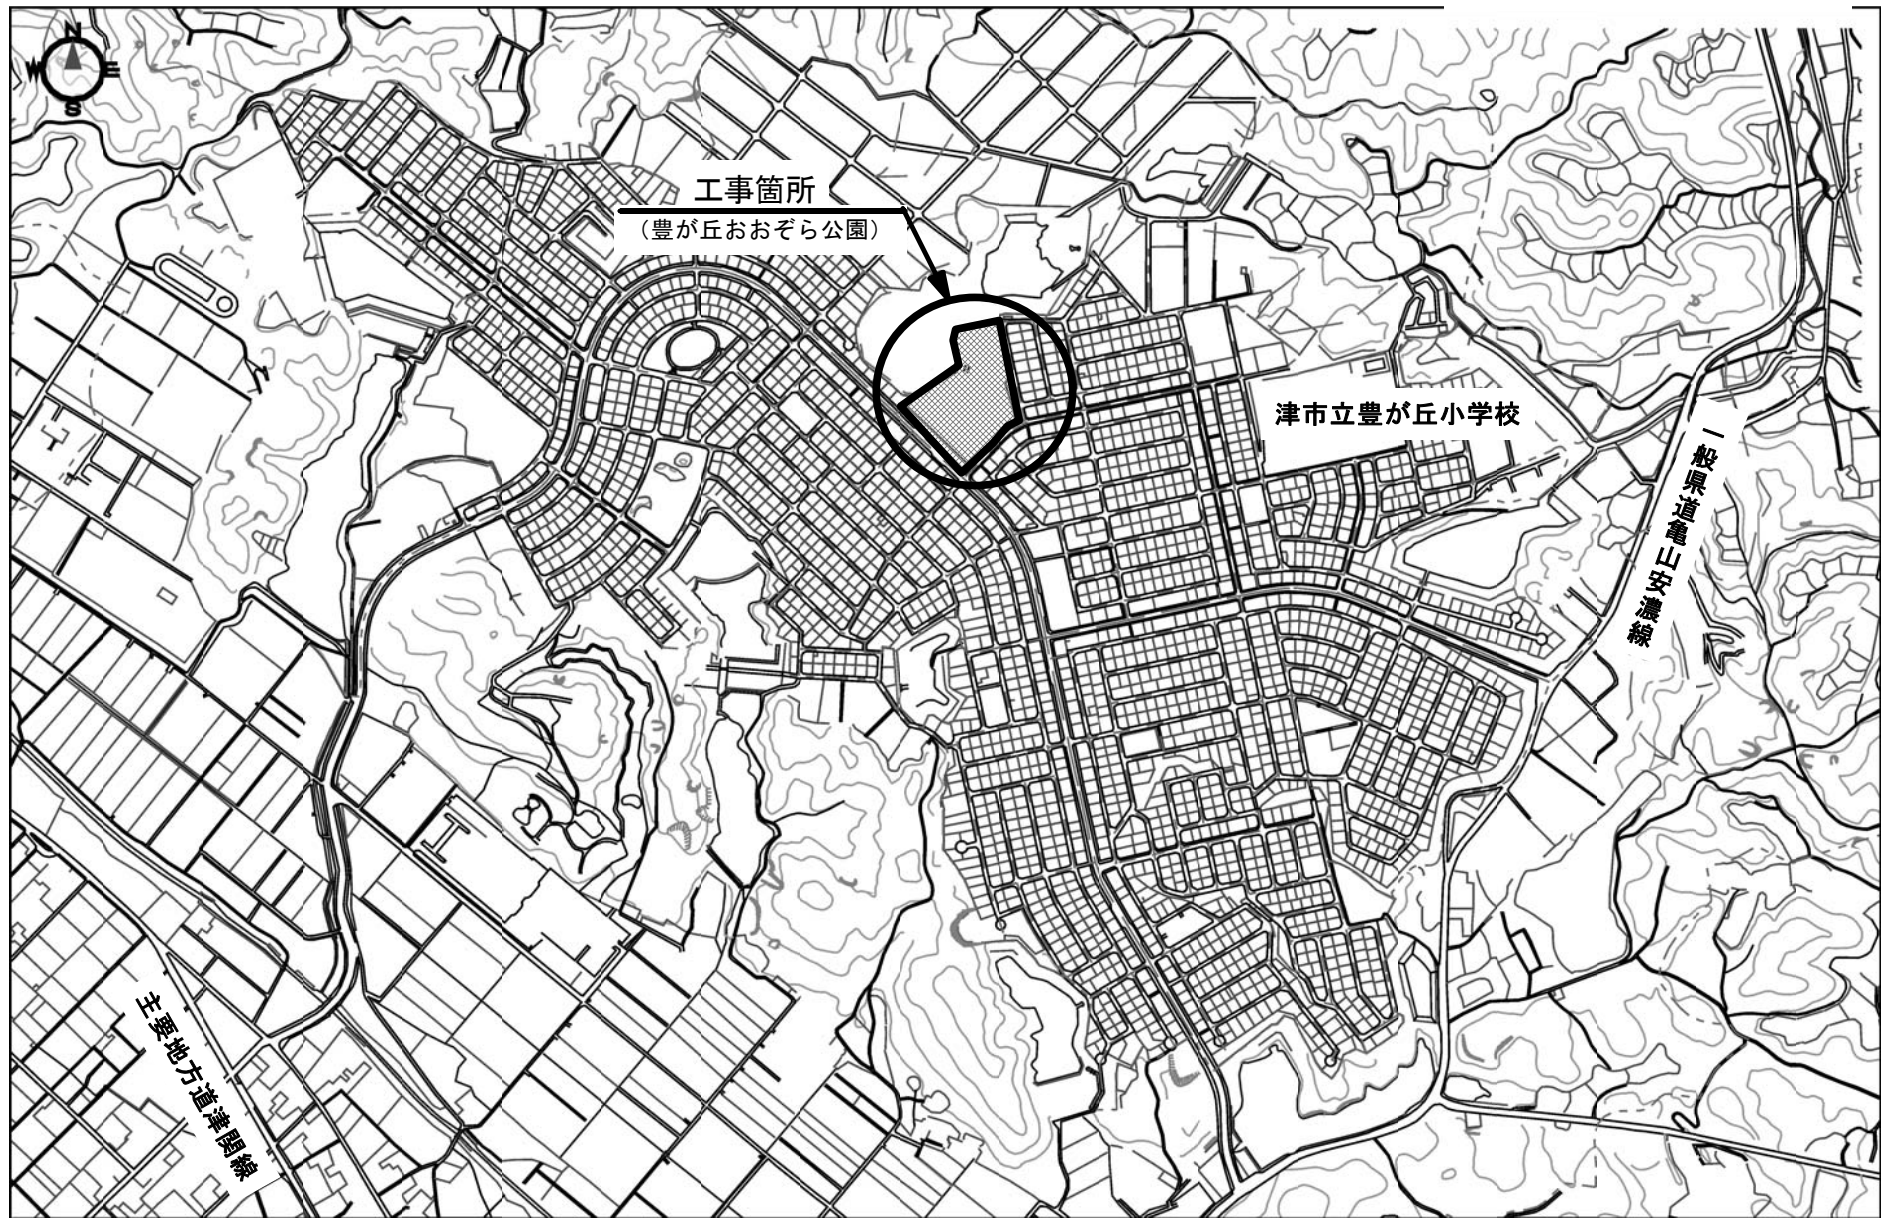 N
W E
S
工事箇所
(豊が丘おおぞら公園)
津市立豊が丘小学校
一般県道亀山安濃線
主要地方道津関線